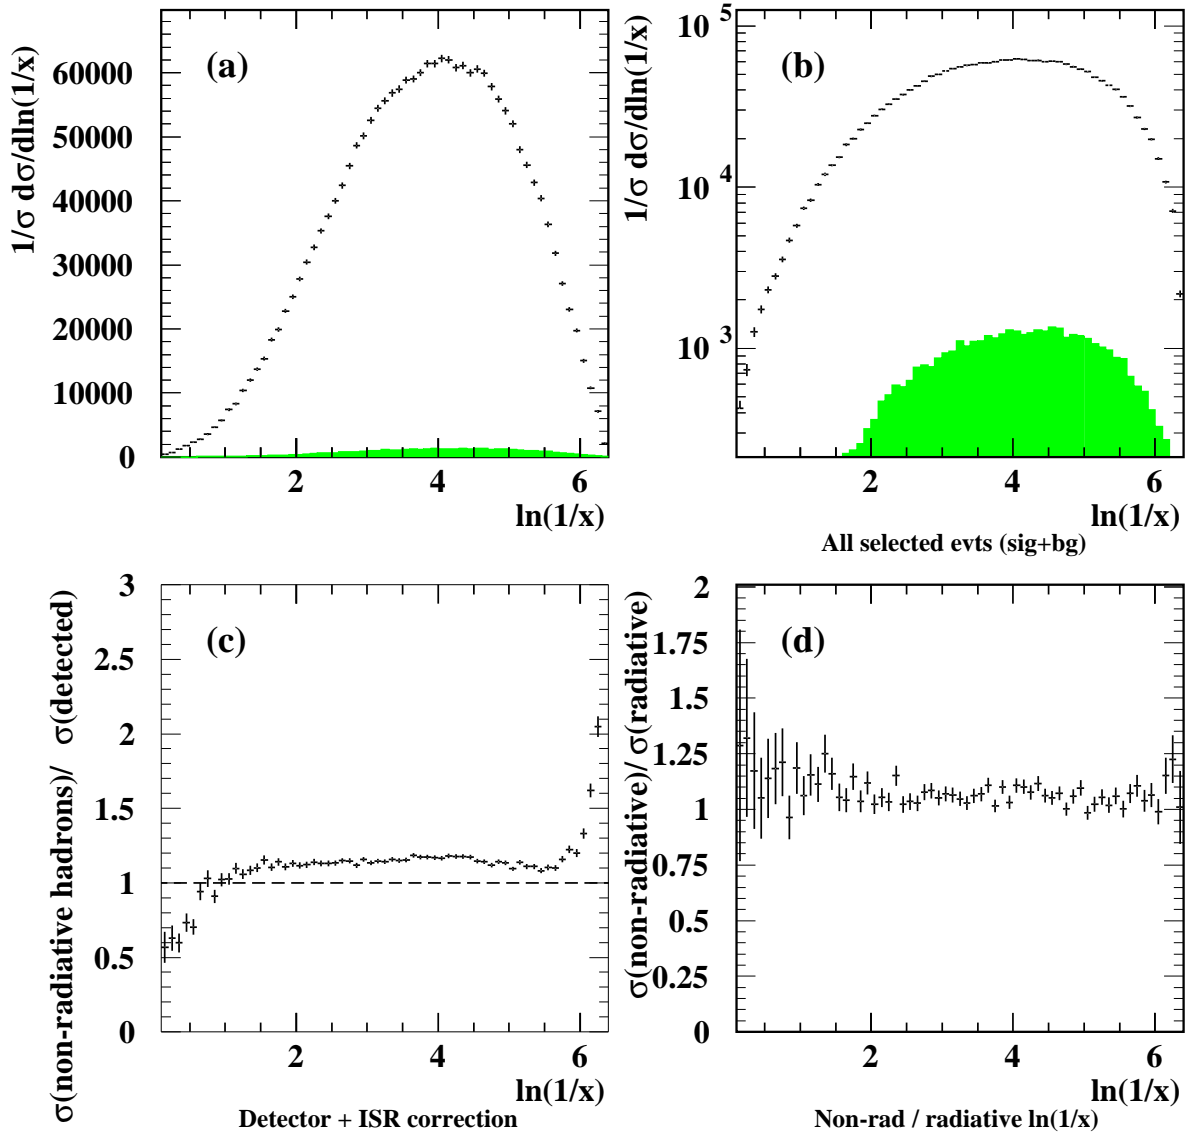 1/σ dσ/dln(1/x)
(a)
60000
50000
40000
30000
20000
10000
0
2
4
6
ln(1/x)
1/σ dσ/dln(1/x)
(b)
10^5
10^4
10^3
2
4
6
ln(1/x)
All selected evts (sig+bg)
σ(non-radiative hadrons)/ σ(detected)
(c)
3
2.5
2
1.5
1
0.5
0
2
4
6
ln(1/x)
Detector + ISR correction
σ(non-radiative)/ σ(radiative)
(d)
2
1.75
1.5
1.25
1
0.75
0.5
0.25
0
2
4
6
ln(1/x)
Non-rad / radiative ln(1/x)